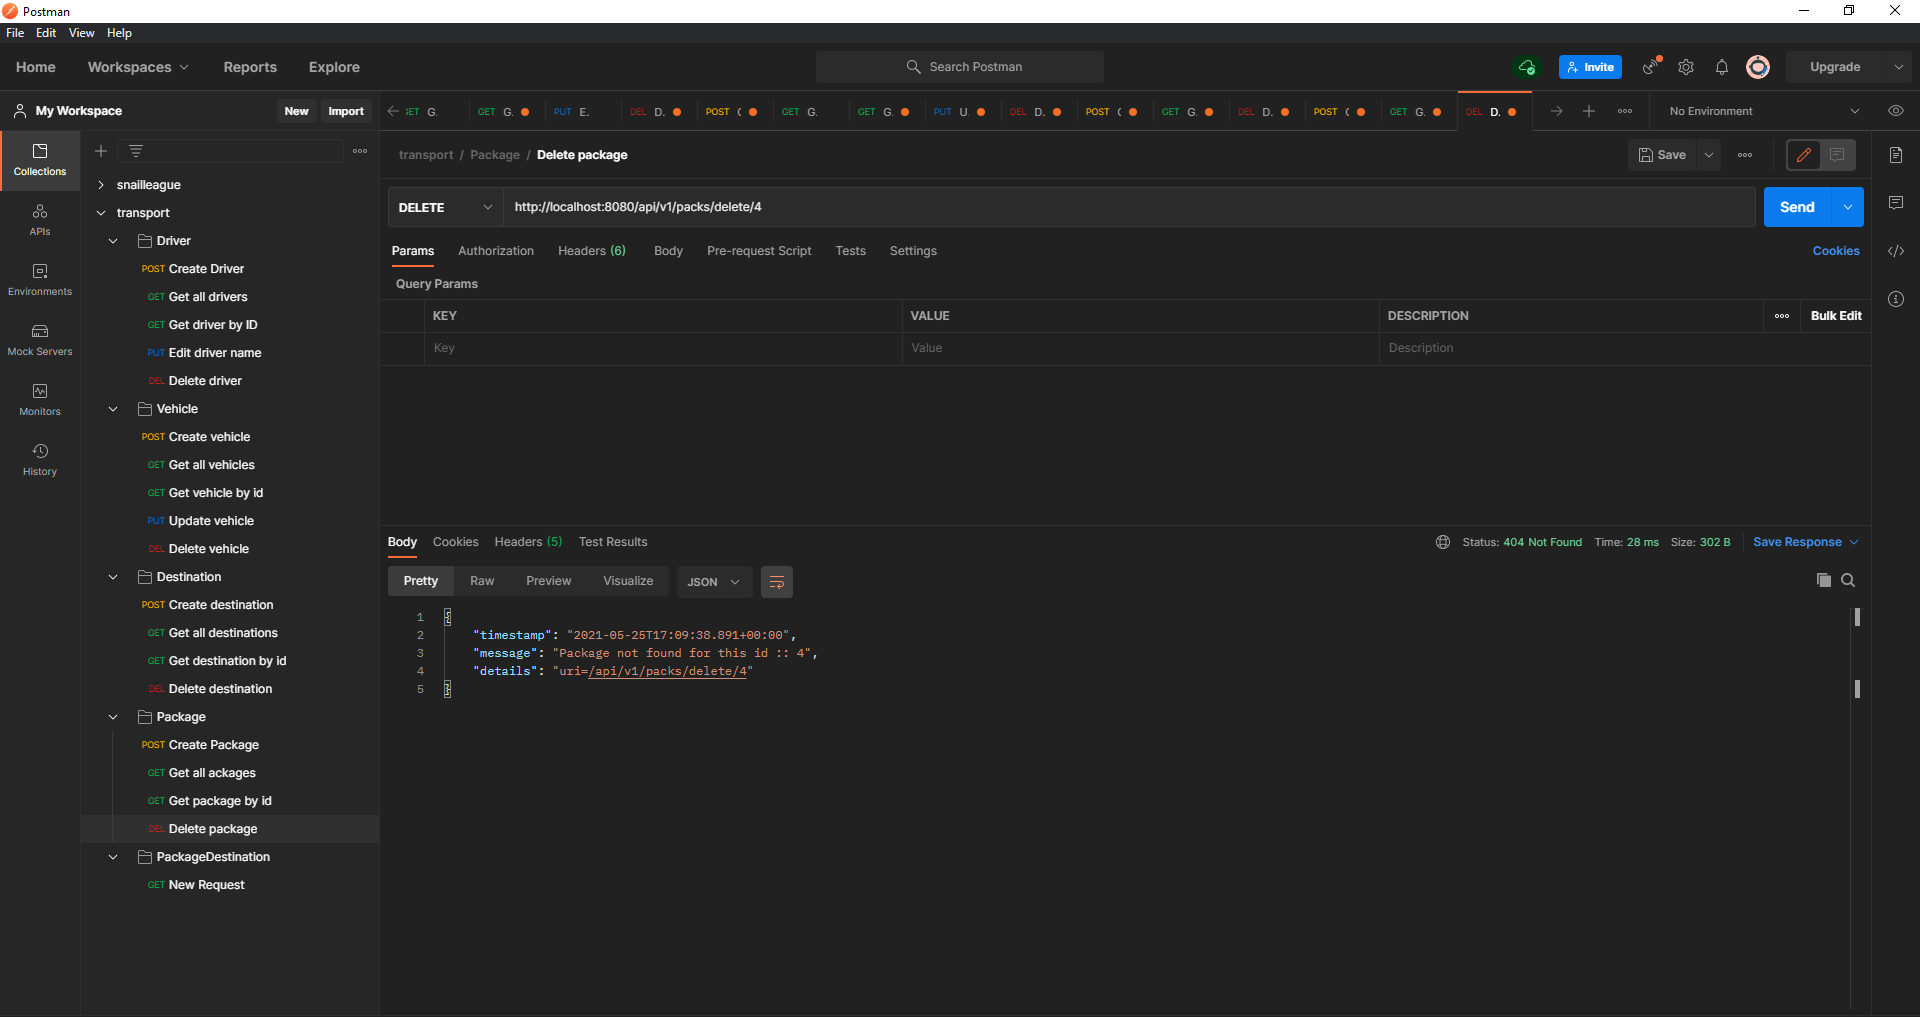 Postman
File Edit View Help
Home Workspaces Reports Explore
Search Postman
Invite
Upgrade
My Workspace
New Import
GET G.
GET G.
PUT E.
DEL D.
POST
GET G.
GET G.
PUT U.
DEL D.
POST
GET G.
DEL D.
POST
GET G.
DEL D.
No Environment
Collections
APIs
Environments
Mock Servers
Monitors
History
snailleague
transport
Driver
POST Create Driver
GET Get all drivers
GET Get driver by ID
PUT Edit driver name
DEL Delete driver
Vehicle
POST Create vehicle
GET Get all vehicles
GET Get vehicle by id
PUT Update vehicle
DEL Delete vehicle
Destination
POST Create destination
GET Get all destinations
GET Get destination by id
DEL Delete destination
Package
POST Create Package
GET Get all ackages
GET Get package by id
DEL Delete package
PackageDestination
GET New Request
transport / Package / Delete package
Save
DELETE http://localhost:8080/api/v1/packs/delete/4
Send
Params Authorization Headers (6) Body Pre-request Script Tests Settings
Cookies
Query Params
KEY VALUE DESCRIPTION Bulk Edit
Key Value Description
Body Cookies Headers (5) Test Results
Status: 404 Not Found Time: 28 ms Size: 302 B Save Response
Pretty Raw Preview Visualize JSON
1 {
2 "timestamp": "2021-05-25T17:09:38.891+00:00",
3 "message": "Package not found for this id :: 4",
4 "details": "uri=/api/v1/packs/delete/4"
5 }